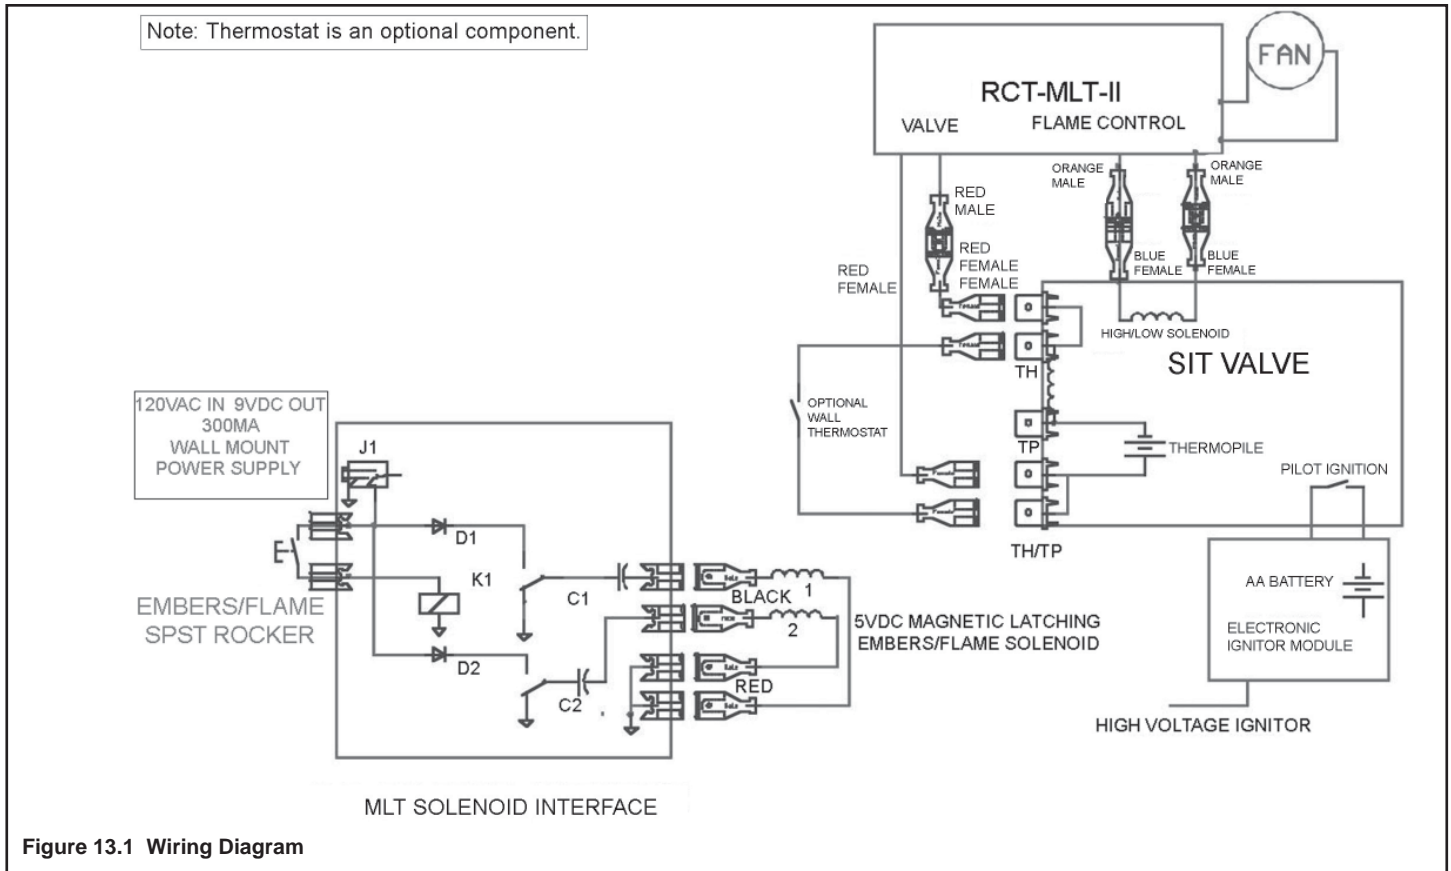 Note: Thermostat is an optional component.
FAN
RCT-MLT-II
VALVE
FLAME CONTROL
ORANGE
MALE
ORANGE
MALE
RED
MALE
RED
FEMALE
FEMALE
RED
FEMALE
BLUE
FEMALE
BLUE
FEMALE
HIGH/LOW SOLENOID
SIT VALVE
TH
OPTIONAL
WALL
THERMOSTAT
TP
THERMOPILE
PILOT IGNITION
TH/TP
120VAC IN 9VDC OUT
300MA
WALL MOUNT
POWER SUPPLY
J1
D1
K1
C1
EMBERS/FLAME
SPST ROCKER
D2
C2
BLACK
1
2
RED
5VDC MAGNETIC LATCHING
EMBERS/FLAME SOLENOID
AA BATTERY
ELECTRONIC
IGNITOR MODULE
HIGH VOLTAGE IGNITOR
MLT SOLENOID INTERFACE
Figure 13.1 Wiring Diagram